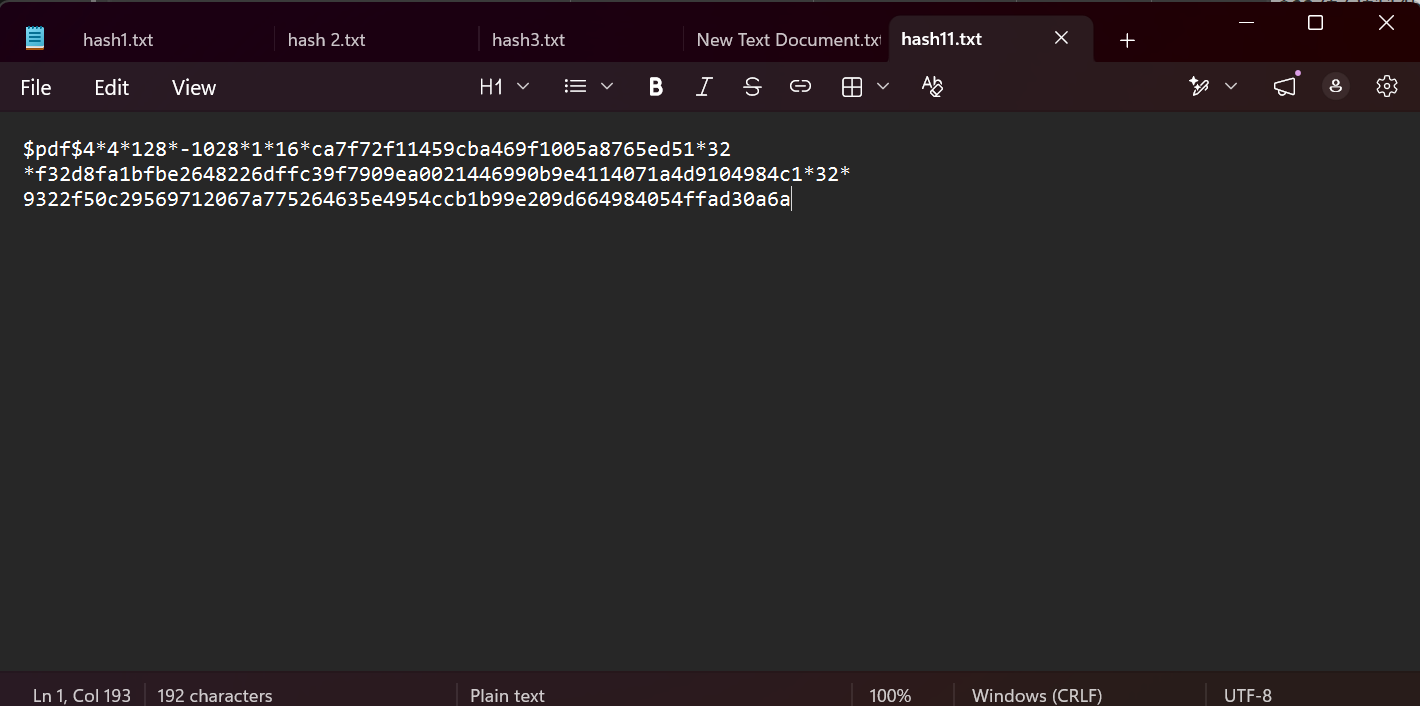 hash1.txt
hash 2.txt
hash3.txt
New Text Document.txt
hash11.txt
File
Edit
View
H1
$pdf$4*4*128*-1028*1*16*ca7f72f11459cba469f1005a8765ed51*32
*f32d8fa1bfbe2648226dffc39f7909ea0021446990b9e4114071a4d9104984c1*32*
9322f50c29569712067a775264635e4954ccb1b99e209d664984054ffad30a6a
Ln 1, Col 193
192 characters
Plain text
100%
Windows (CRLF)
UTF-8